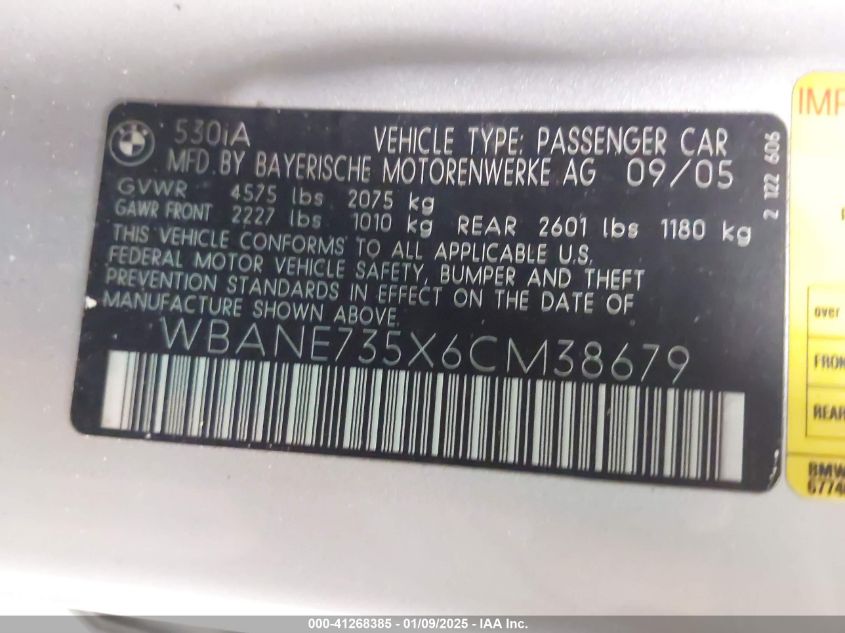 530iA VEHICLE TYPE: PASSENGER CAR
MFD. BY BAYERISCHE MOTORENWERKE AG 09/05
GVWR 4575 lbs 2075 kg
GAWR FRONT 2227 lbs 1010 kg REAR 2601 lbs 1180 kg
THIS VEHICLE CONFORMS TO ALL APPLICABLE U.S.
FEDERAL MOTOR VEHICLE SAFETY, BUMPER AND THEFT
PREVENTION STANDARDS IN EFFECT ON THE DATE OF
MANUFACTURE SHOWN ABOVE.
WBANE735X6CM38679
2 122 606
over
FRON
REAR
BMW
6774
000-41268385 - 01/09/2025 - IAA Inc.